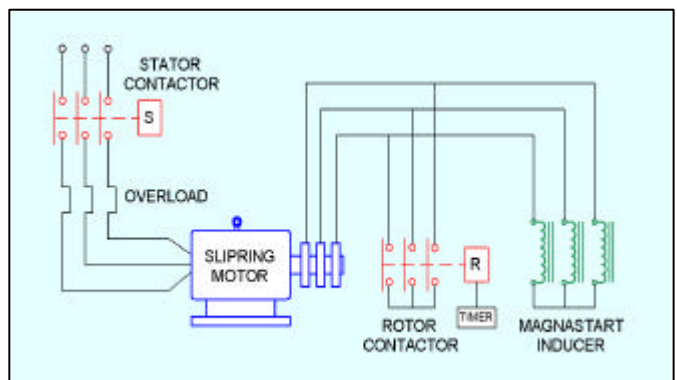 STATOR
CONTACTOR
S
OVERLOAD
SLIPRING
MOTOR
R
TIMER
ROTOR
CONTACTOR
MAGNASTART
INDUCER